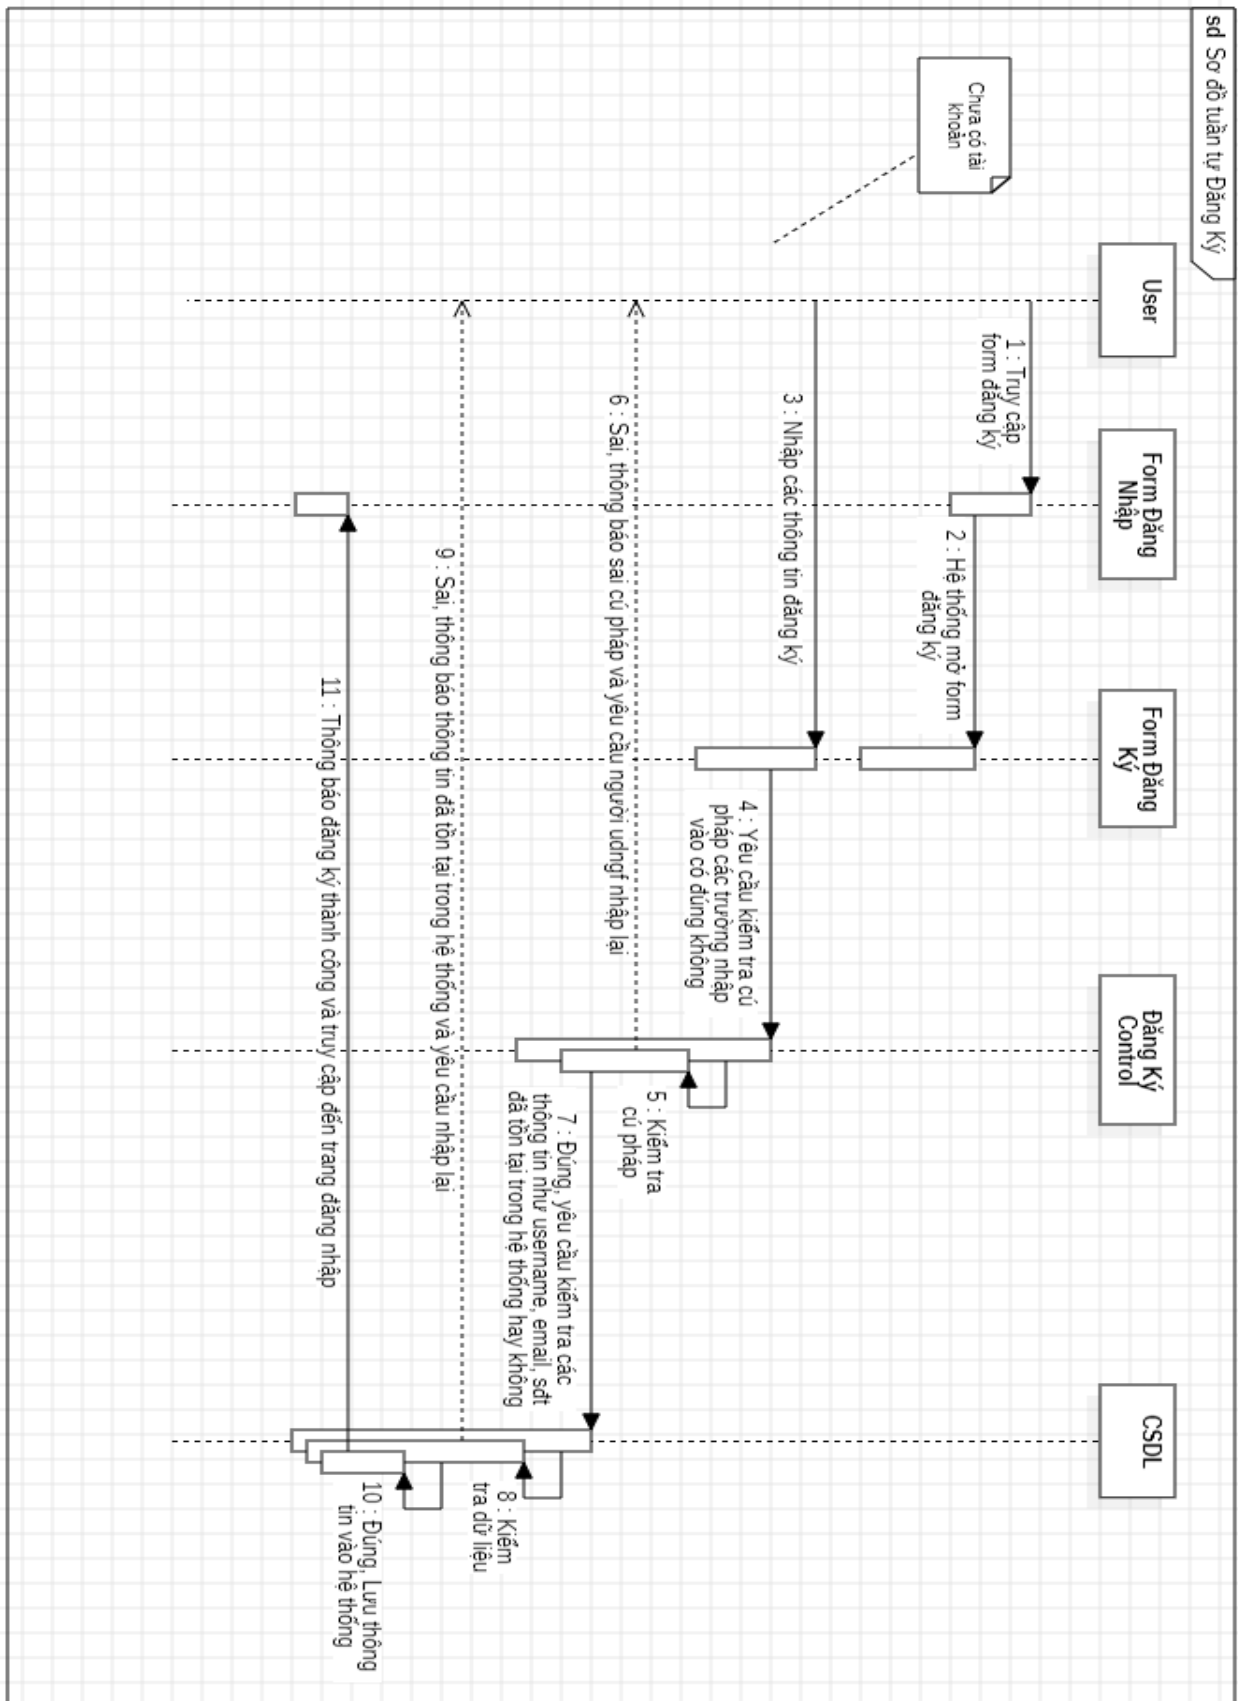 sd Sơ đồ tuần tự Đăng Ký
Chưa có tài
khoản
User
Form Đăng
Nhập
Form Đăng
Ký
Đăng Ký
Control
CSDL
1 : Truy cập
form đăng ký
2 : Hệ thống mở form
đăng ký
3 : Nhập các thông tin đăng ký
4 : Yêu cầu kiểm tra cú
pháp các trường nhập
vào có đúng không
5 : Kiểm tra
cú pháp
6 : Sai, thông báo sai cú pháp và yêu cầu người udngf nhập lại
7 : Đúng, yêu cầu kiểm tra các
thông tin như username, email, sđt
đã tồn tại trong hệ thống hay không
8 : Kiểm
tra dữ liệu
9 : Sai, thông báo thông tin đã tồn tại trong hệ thống và yêu cầu nhập lại
10 : Đúng, Lưu thông
tin vào hệ thống
11 : Thông báo đăng ký thành công và truy cập đến trang đăng nhập